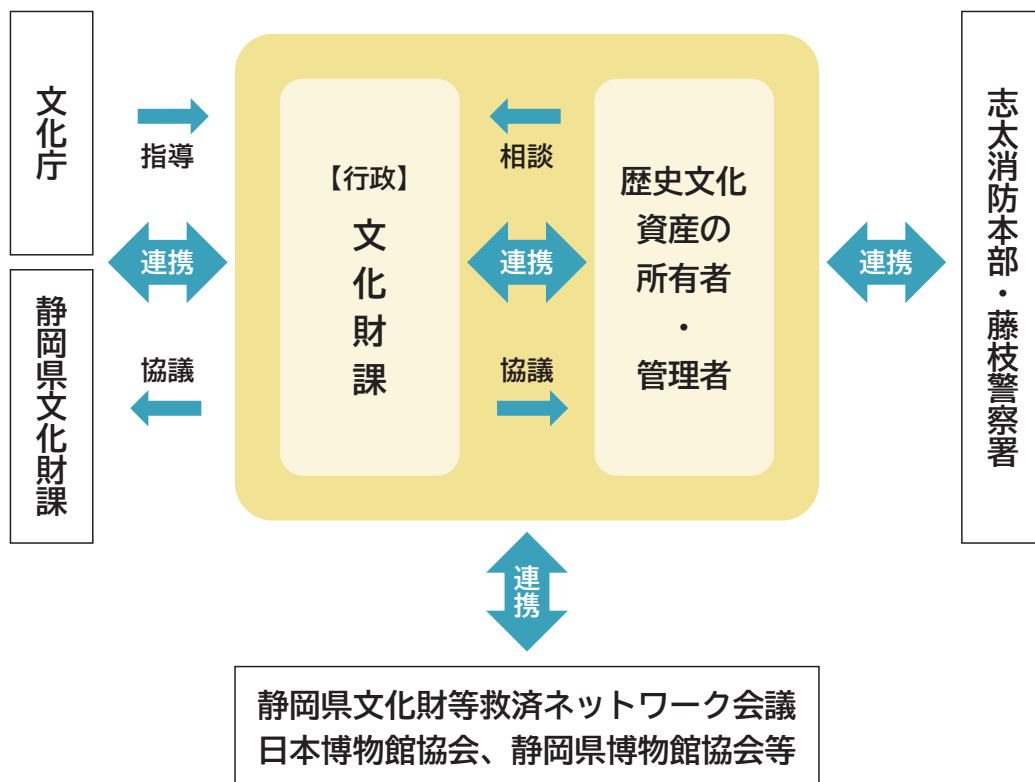 文化庁
静岡県文化財課
指導
連携
協議
【行政】
文化財課
相談
連携
協議
歴史文化
資産の
所有者
・
管理者
連携
志太消防本部・藤枝警察署
連携
静岡県文化財等救済ネットワーク会議
日本博物館協会、静岡県博物館協会等